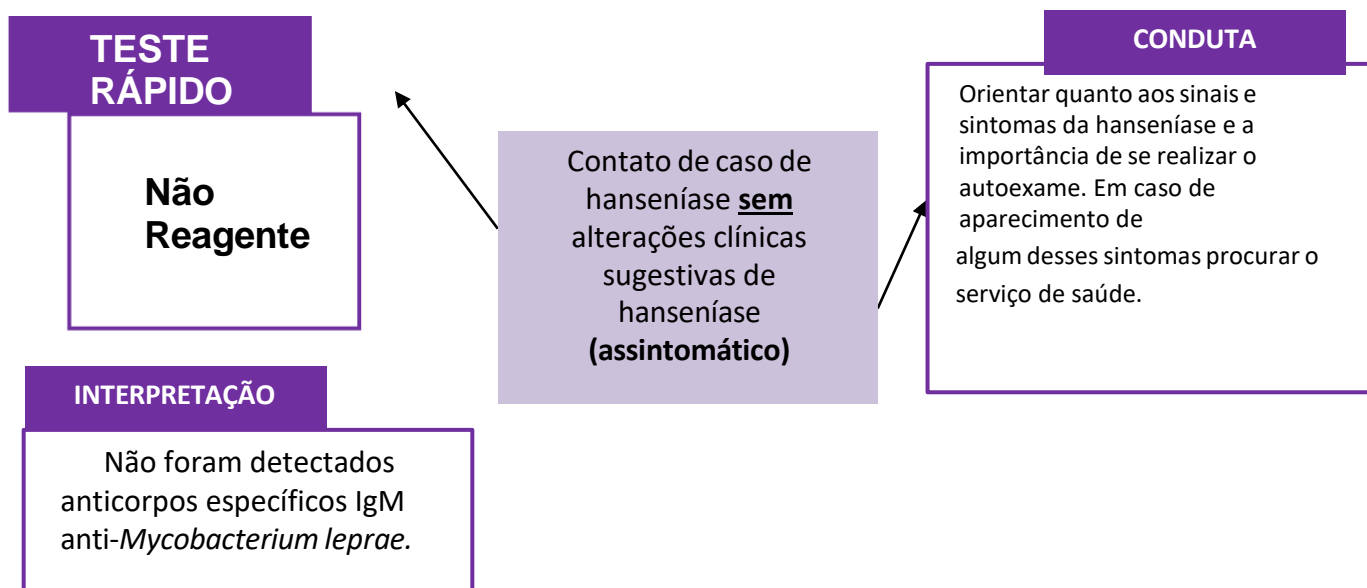 TESTE
RÁPIDO
Não
Reagente
INTERPRETAÇÃO
Não foram detectados
anticorpos específicos IgM
anti-Mycobacterium leprae.
Contato de caso de
hanseníase sem
alterações clínicas
sugestivas de
hanseníase
(assintomático)
CONDUTA
Orientar quanto aos sinais e
sintomas da hanseníase e a
importância de se realizar o
autoexame. Em caso de
aparecimento de
algum desses sintomas procurar o
serviço de saúde.